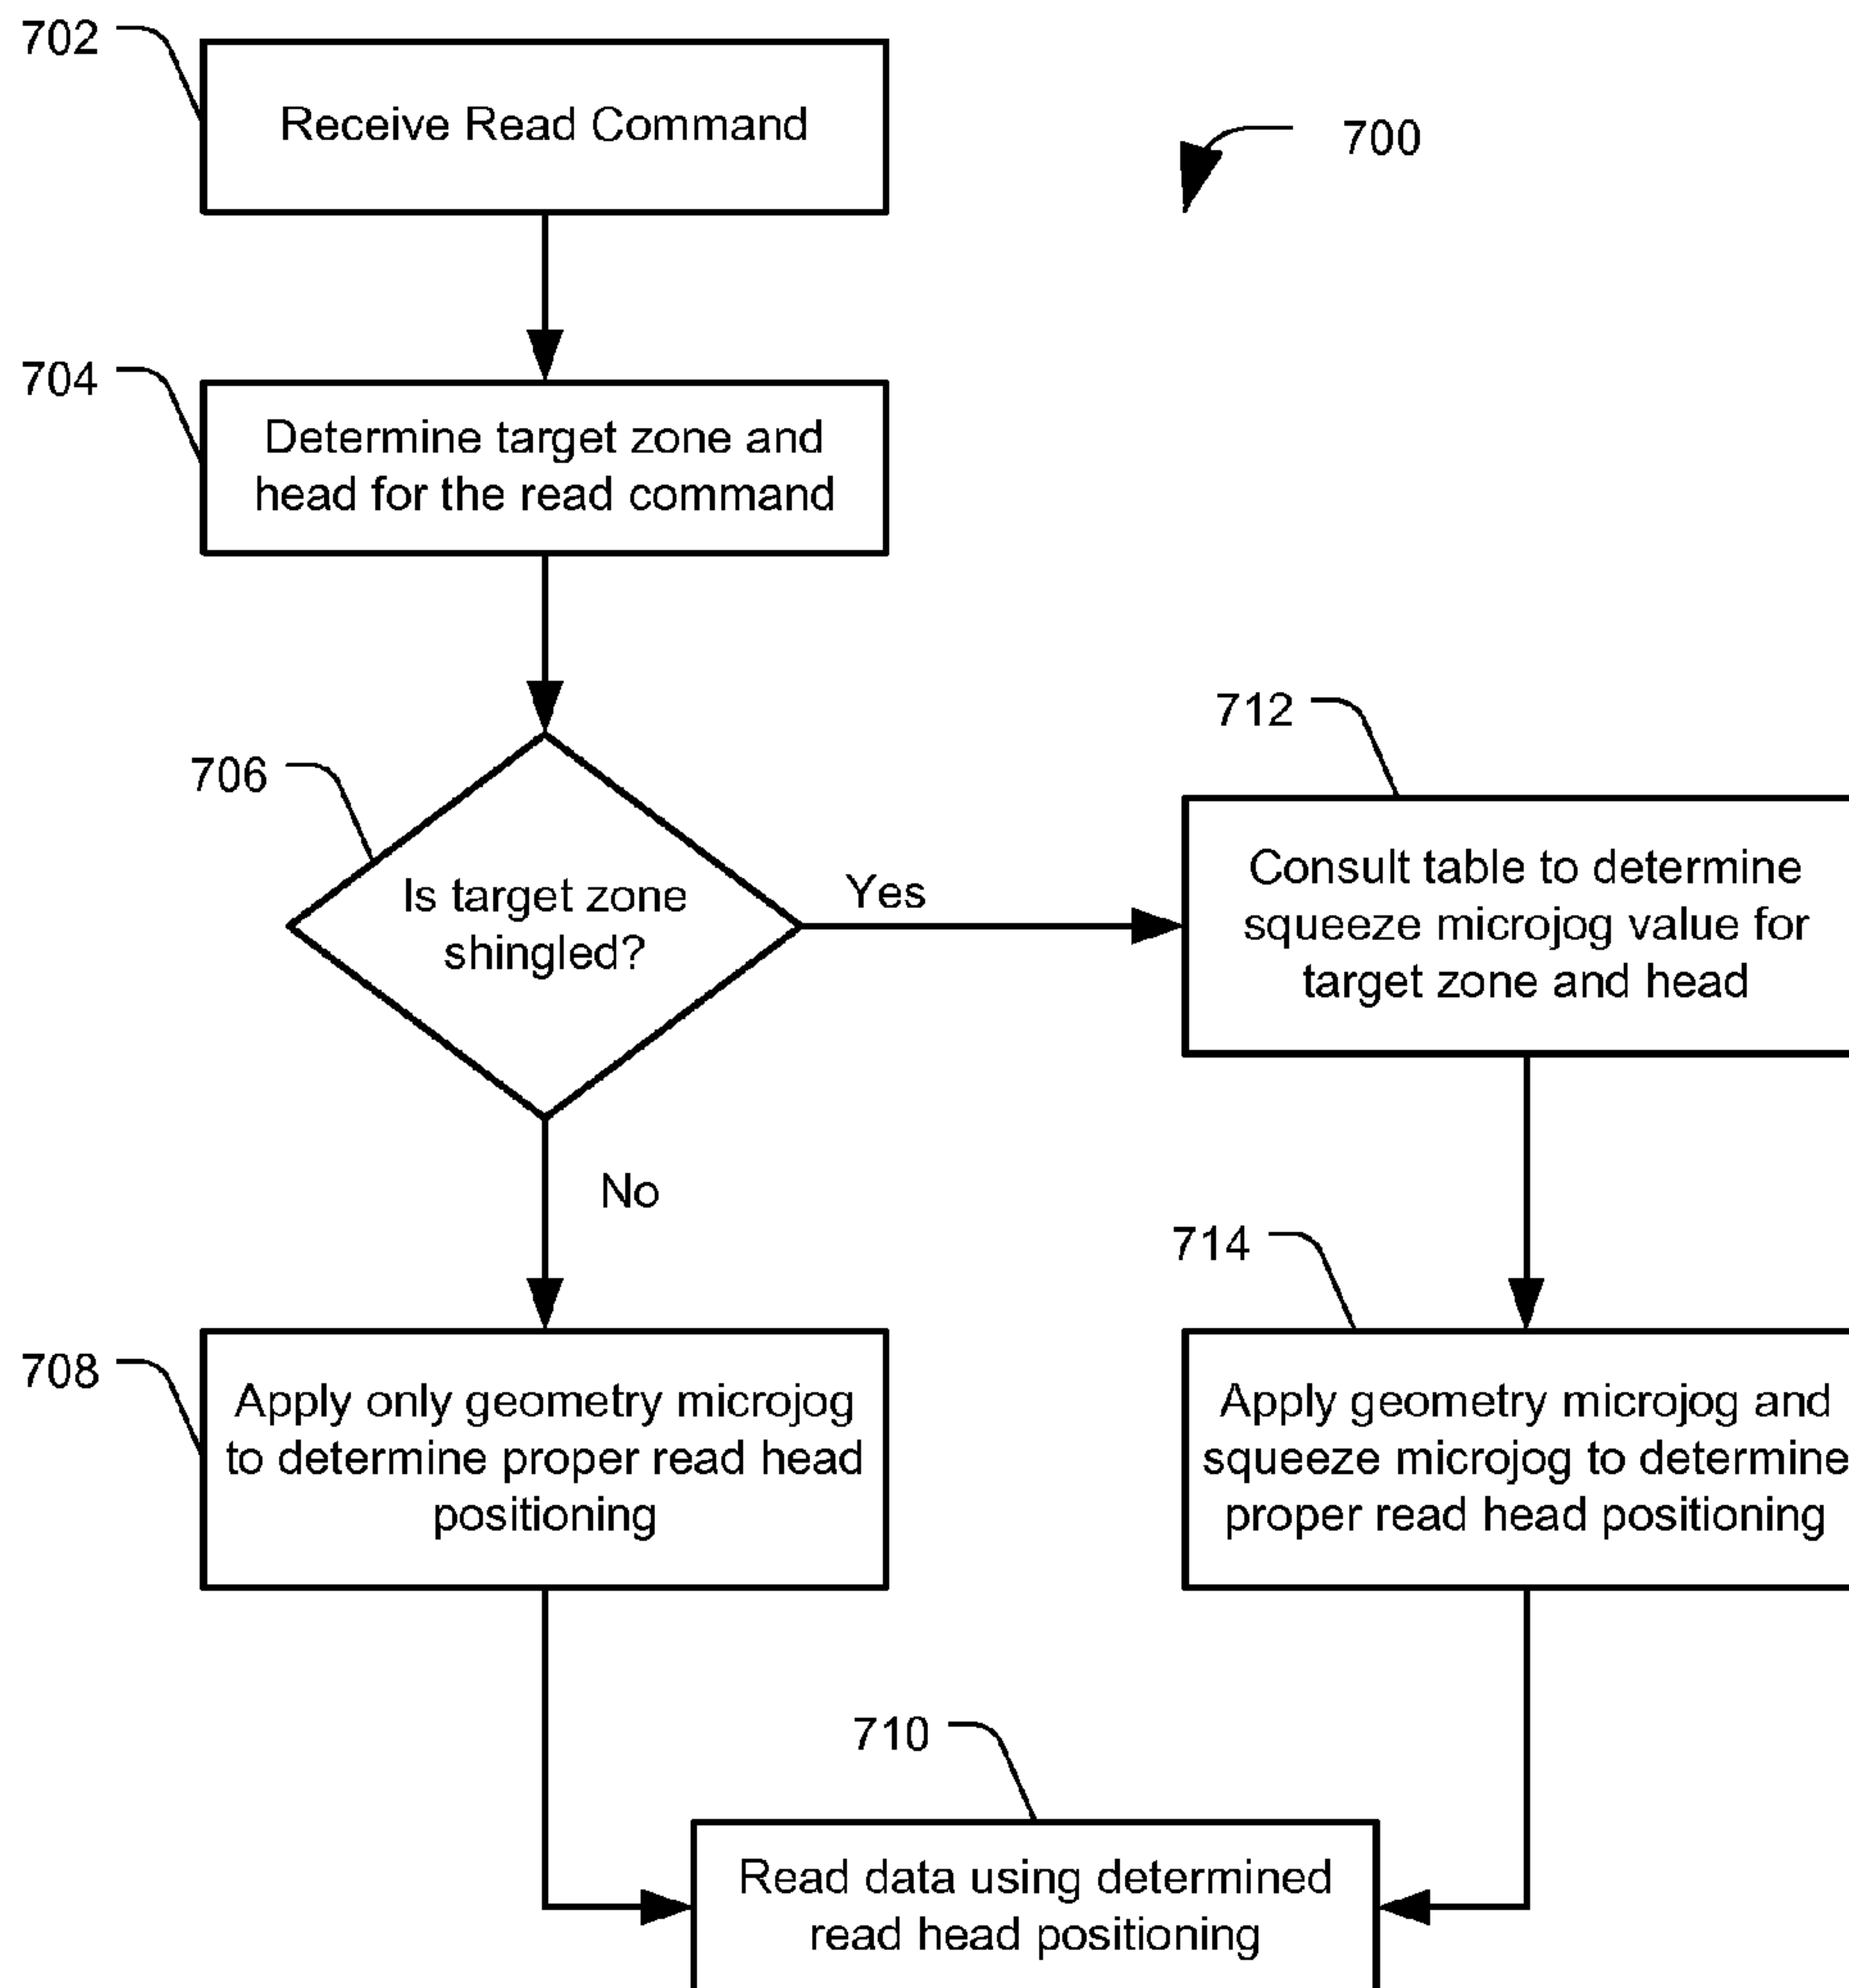 702
Receive Read Command
700
704
Determine target zone and
head for the read command
706
Is target zone
shingled?
Yes
No
712
Consult table to determine
squeeze microjog value for
target zone and head
708
Apply only geometry microjog
to determine proper read head
positioning
714
Apply geometry microjog and
squeeze microjog to determine
proper read head positioning
710
Read data using determined
read head positioning